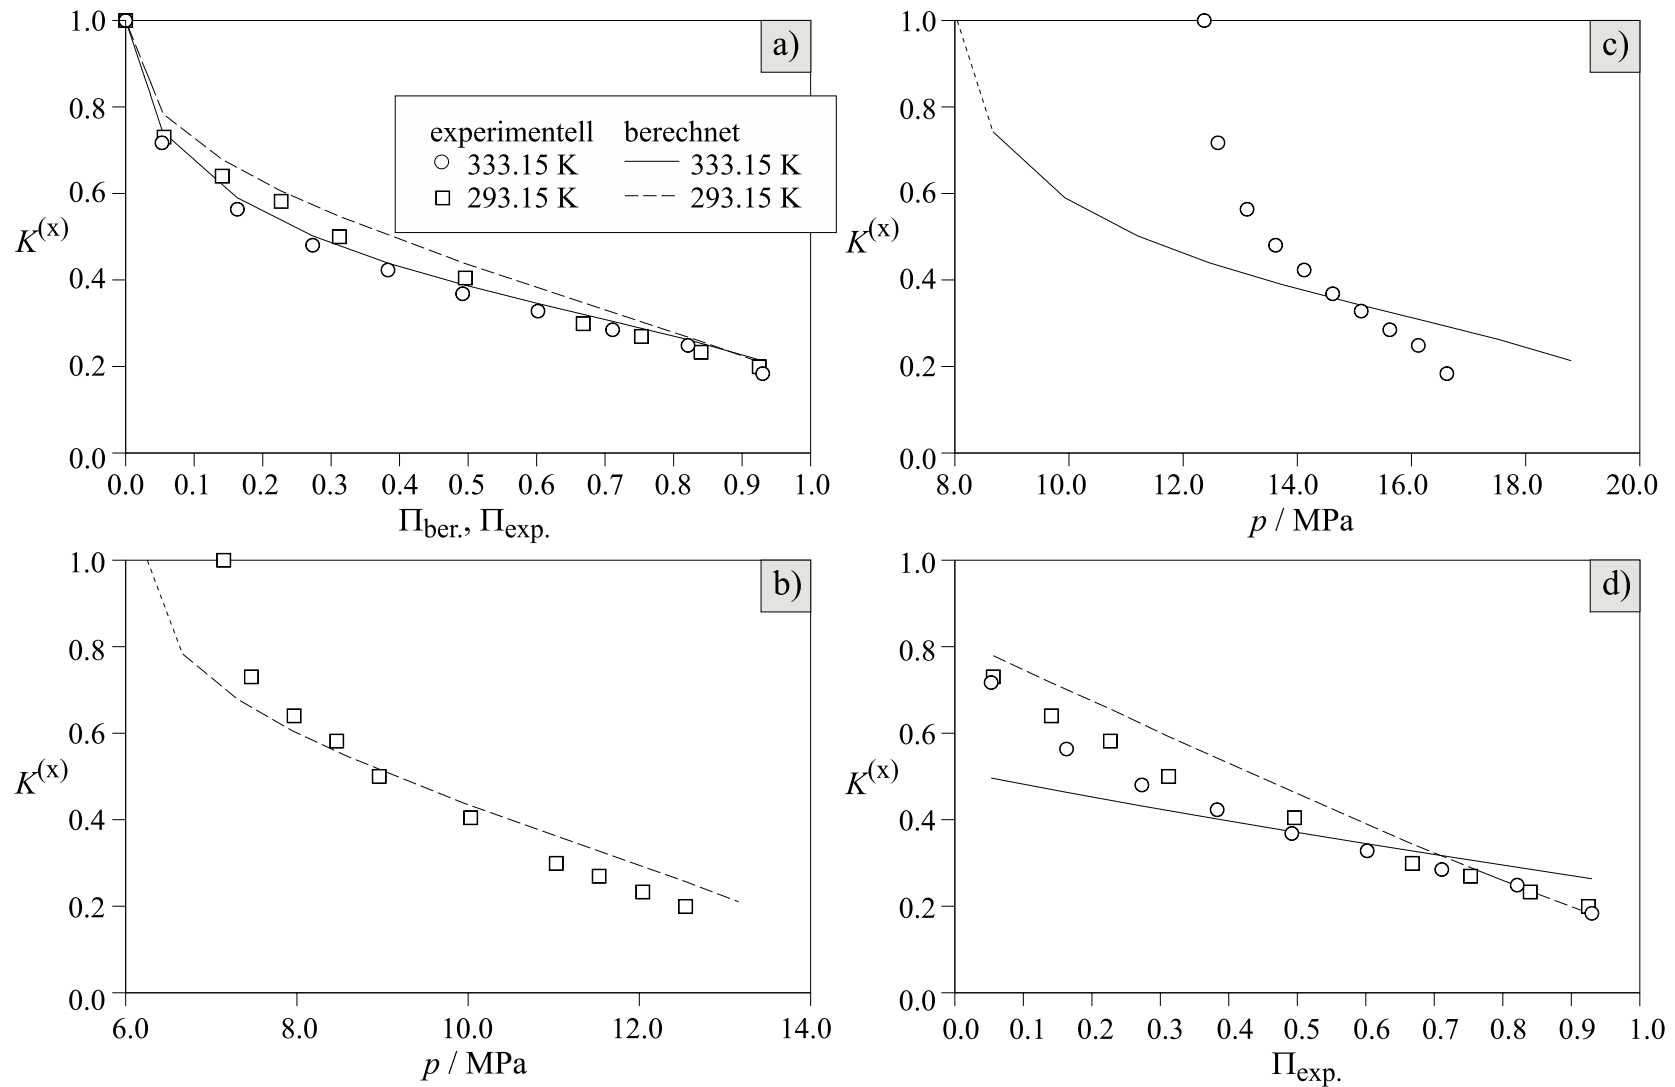 a)
1.0
0.8
0.6
0.4
0.2
0.0
K(x)
experimentell berechnet
333.15 K 333.15 K
293.15 K 293.15 K
0.0 0.1 0.2 0.3 0.4 0.5 0.6 0.7 0.8 0.9 1.0
Πber., Πexp.
c)
1.0
0.8
0.6
0.4
0.2
0.0
K(x)
8.0 10.0 12.0 14.0 16.0 18.0 20.0
p / MPa
b)
1.0
0.8
0.6
0.4
0.2
0.0
K(x)
6.0 8.0 10.0 12.0 14.0
p / MPa
d)
1.0
0.8
0.6
0.4
0.2
0.0
K(x)
0.0 0.1 0.2 0.3 0.4 0.5 0.6 0.7 0.8 0.9 1.0
Πexp.